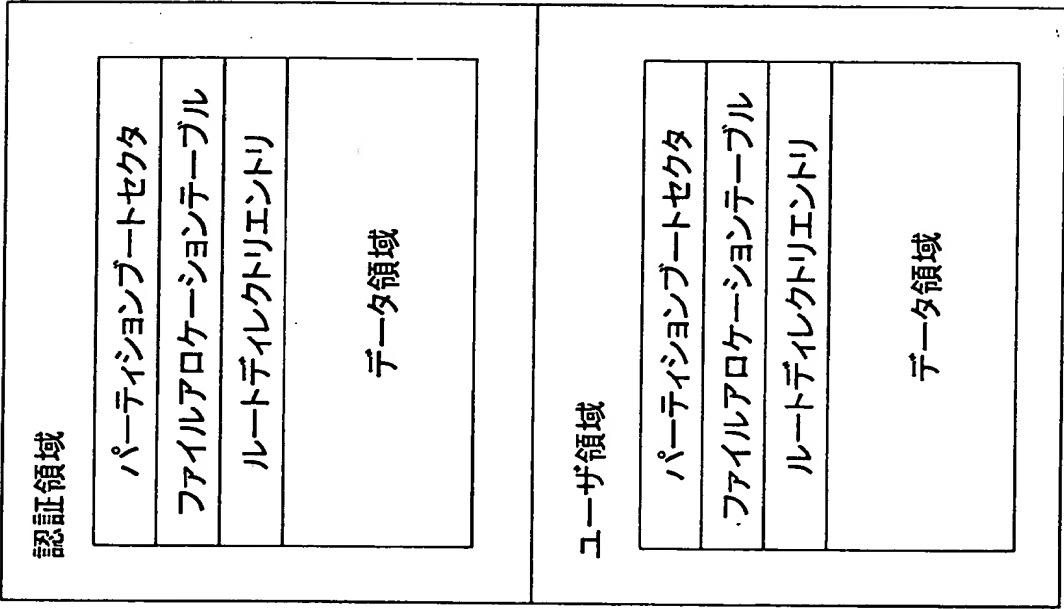 認証領域
パーティションブートセクタ
ファイルアロケーションテーブル
ルートディレクトリエントリ
データ領域
ユーザ領域
パーティションブートセクタ
ファイルアロケーションテーブル
ルートディレクトリエントリ
データ領域